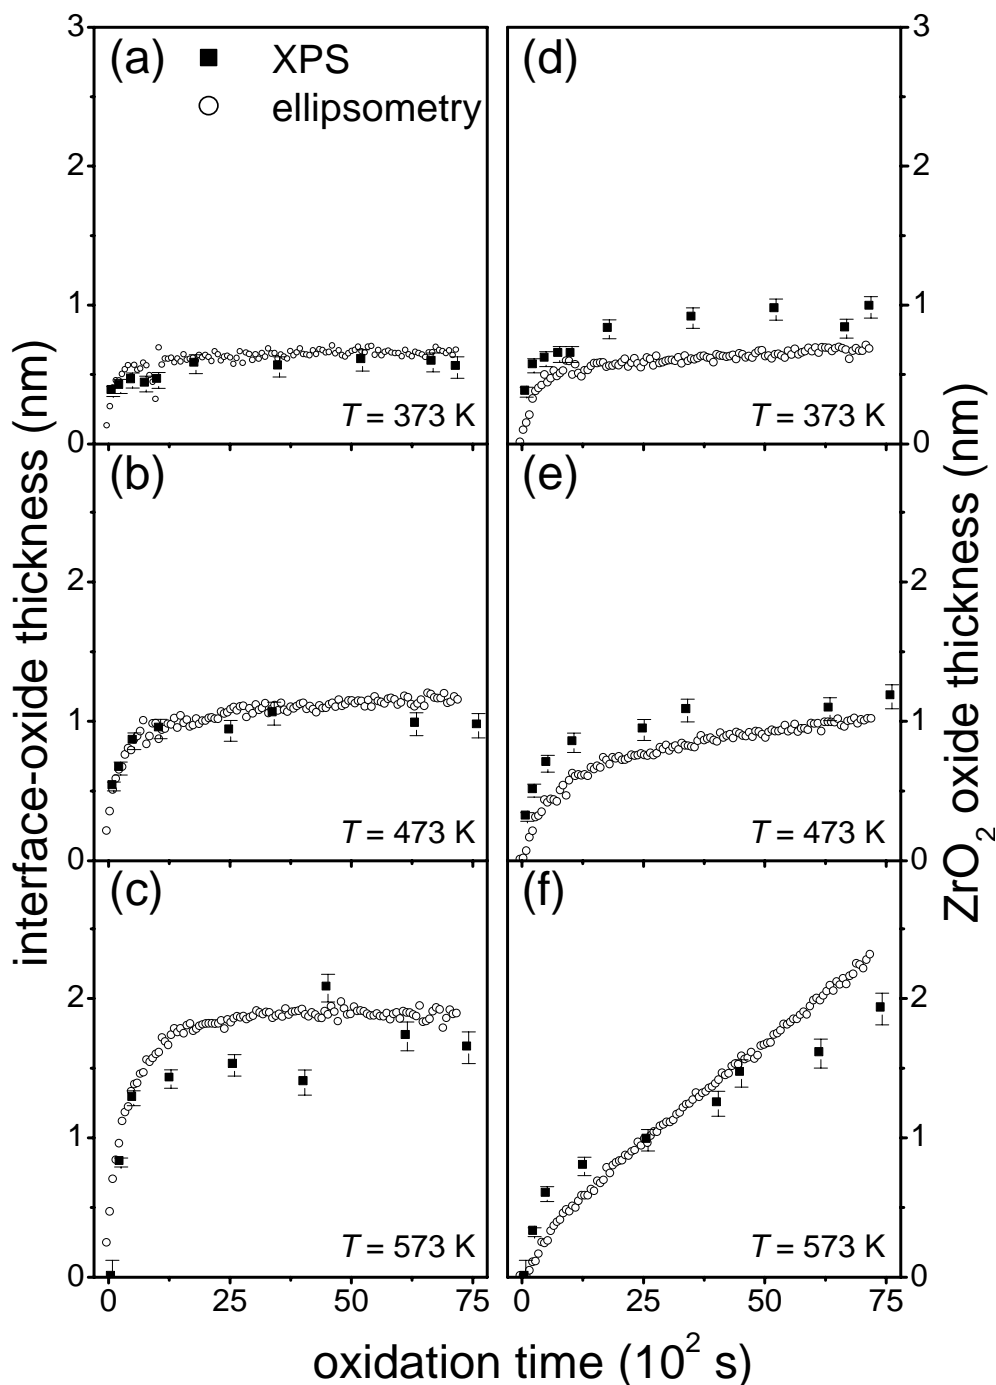 (a) XPS
ellipsometry
(d)
3
2
1
0
T = 373 K
T = 373 K
3
2
1
0
(b)
(e)
2
1
0
T = 473 K
T = 473 K
2
1
0
(c)
(f)
2
1
0
T = 573 K
T = 573 K
2
1
0
0 25 50 75
0 25 50 75
interface-oxide thickness (nm)
ZrO₂ oxide thickness (nm)
oxidation time (10² s)